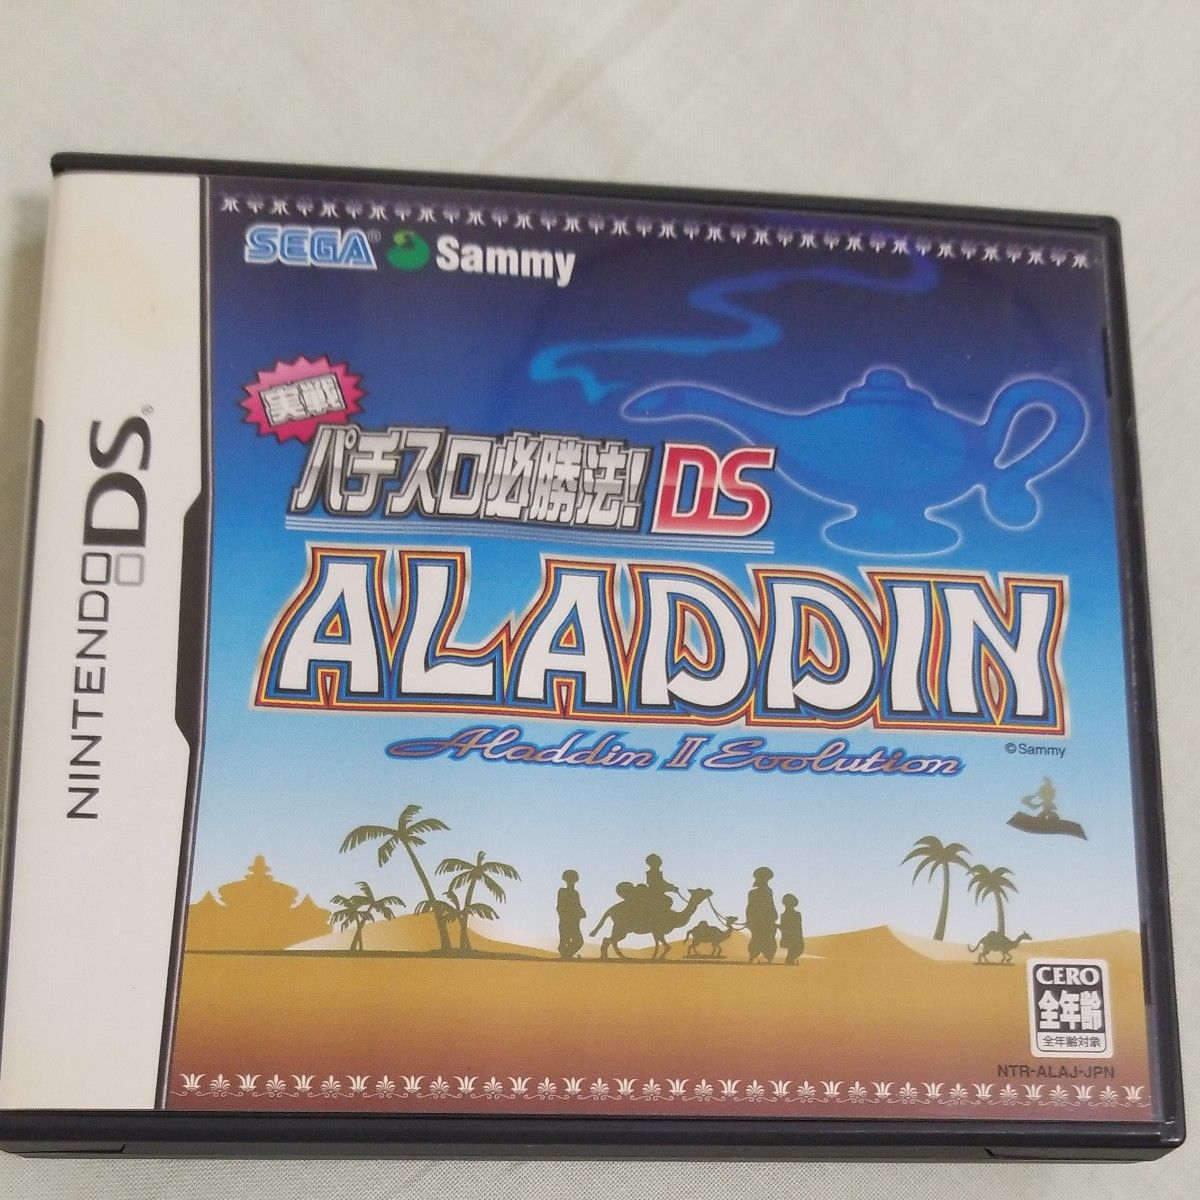 NINTENDO DS®
SEGA® Sammy
実戦
パチスロ必勝法! DS
ALADDIN
Aladdin II Evolution
©Sammy
CERO
全年齢
全年齢対象
NTR-ALAJ-JPN